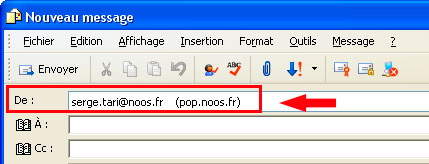 Nouveau message
Fichier Edition Affichage Insertion Format Outils Message ?
Envoyer ABC
De : serge.tari@noos.fr (pop.noos.fr)
À :
Cc :